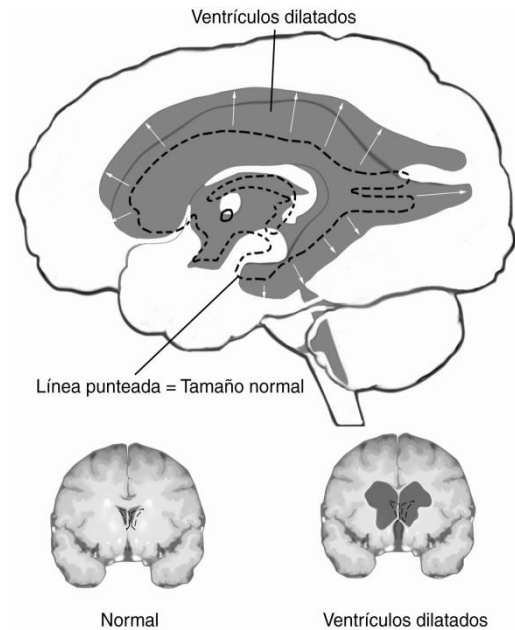 Ventrículos dilatados
Línea punteada = Tamaño normal
Normal
Ventrículos dilatados